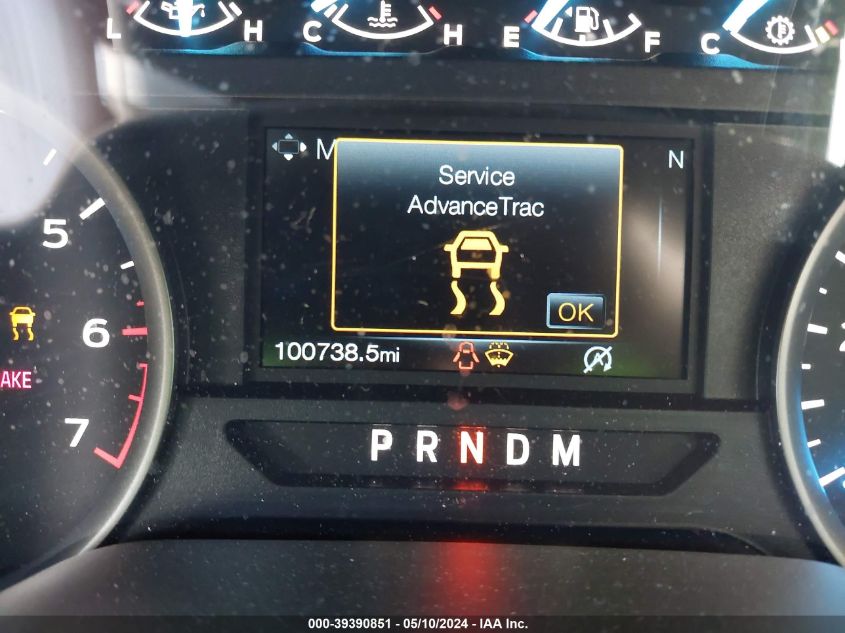 L H C H E F C
M N
Service
AdvanceTrac
OK
5
6
7
AKE
100738.5mi
P R N D M
000-39390851 - 05/10/2024 - IAA Inc.